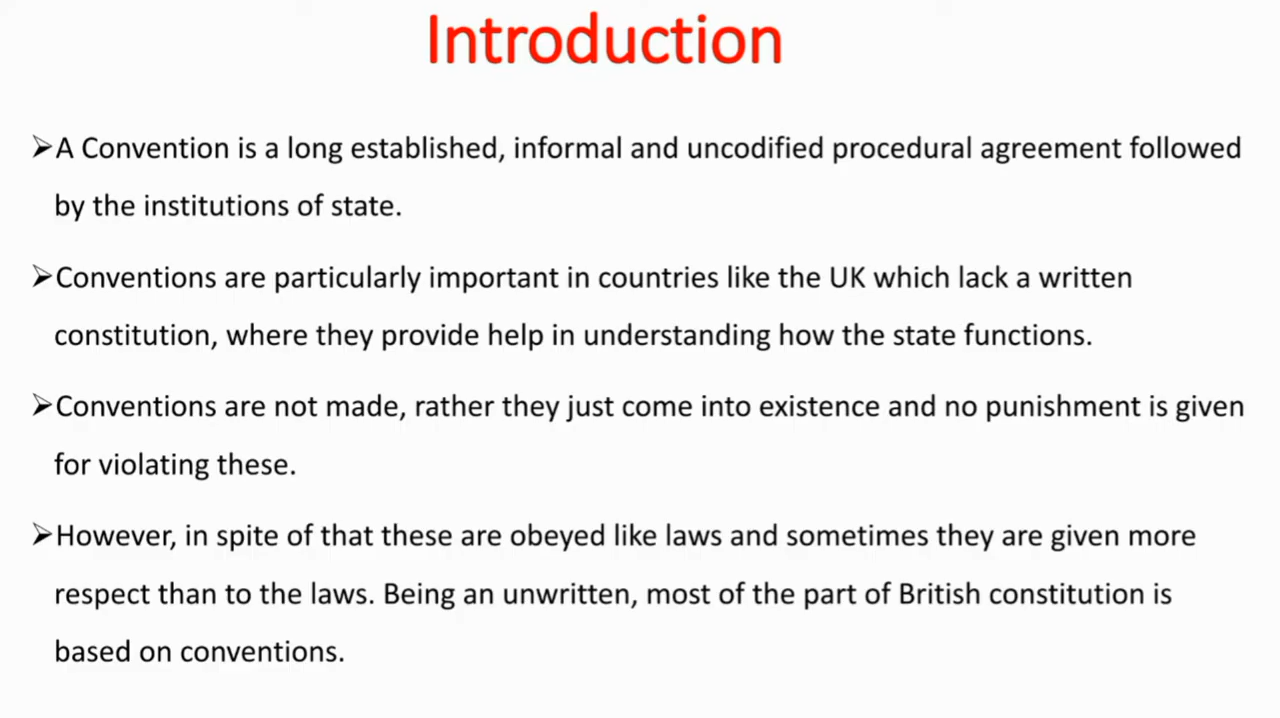 Introduction
➢A Convention is a long established, informal and uncodified procedural agreement followed
by the institutions of state.
➢Conventions are particularly important in countries like the UK which lack a written
constitution, where they provide help in understanding how the state functions.
➢Conventions are not made, rather they just come into existence and no punishment is given
for violating these.
➢However, in spite of that these are obeyed like laws and sometimes they are given more
respect than to the laws. Being an unwritten, most of the part of British constitution is
based on conventions.